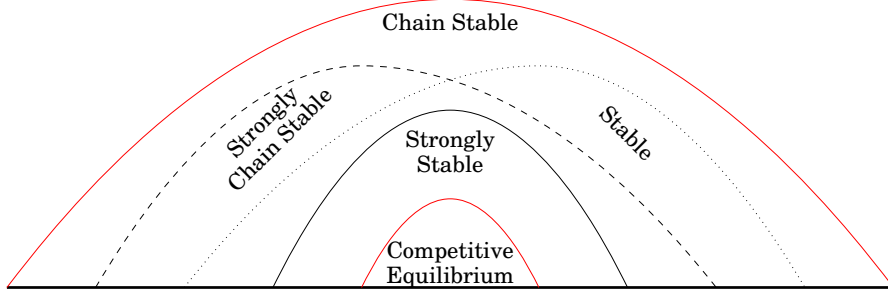 Chain Stable
Strongly
Chain Stable
Stable
Strongly
Stable
Competitive
Equilibrium